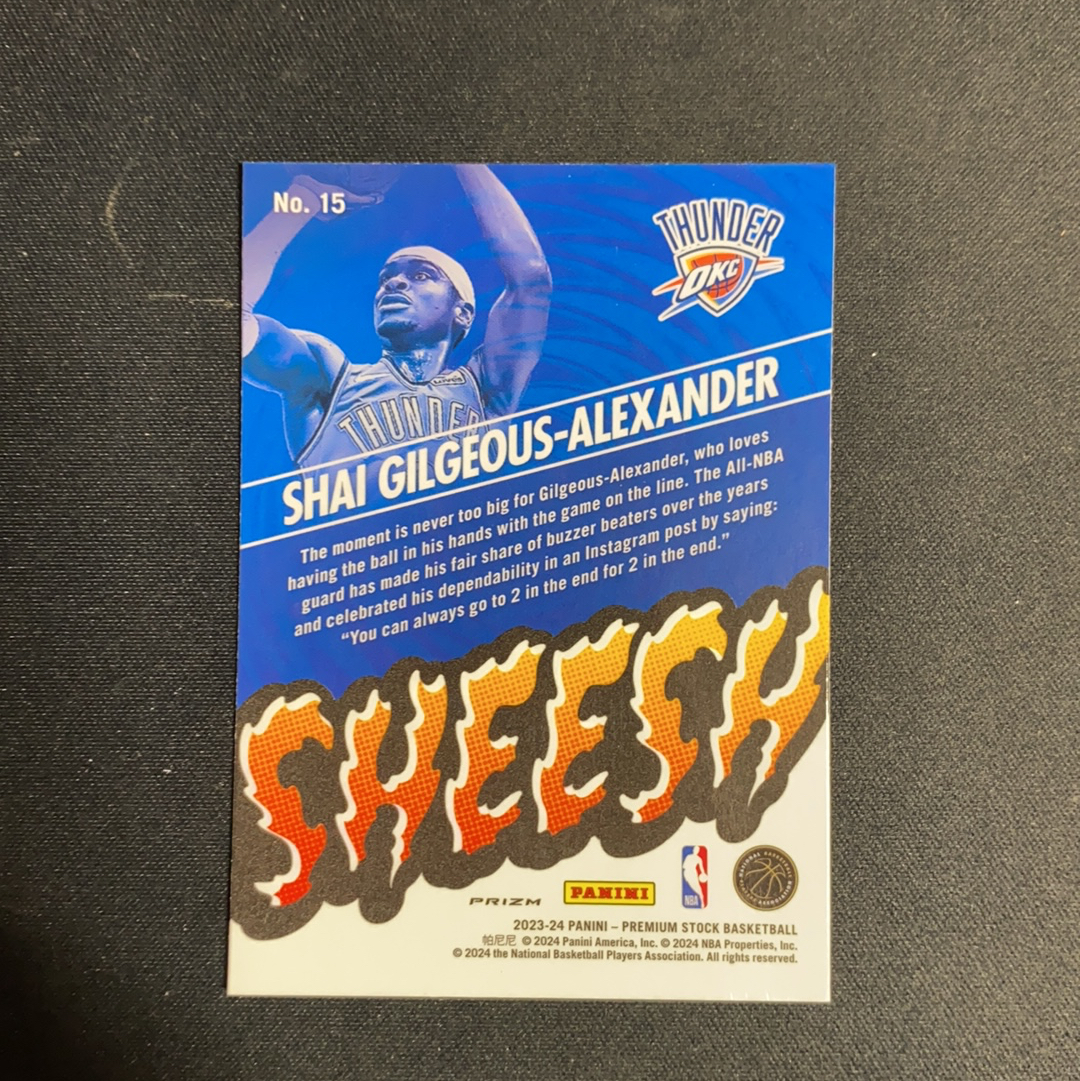 No. 15
THUNDER
OKC
THUNDER
SHAI GILGEOUS-ALEXANDER
The moment is never too big for Gilgeous-Alexander, who loves
having the ball in his hands with the game on the line. The All-NBA
guard has made his fair share of buzzer beaters over the years
and celebrated his dependability in an Instagram post by saying:
“You can always go to 2 in the end for 2 in the end.”
SHEESH
PRIZM
PANINI
NBA
2023-24 PANINI – PREMIUM STOCK BASKETBALL
帕尼尼 © 2024 Panini America, Inc. © 2024 NBA Properties, Inc.
© 2024 the National Basketball Players Association. All rights reserved.